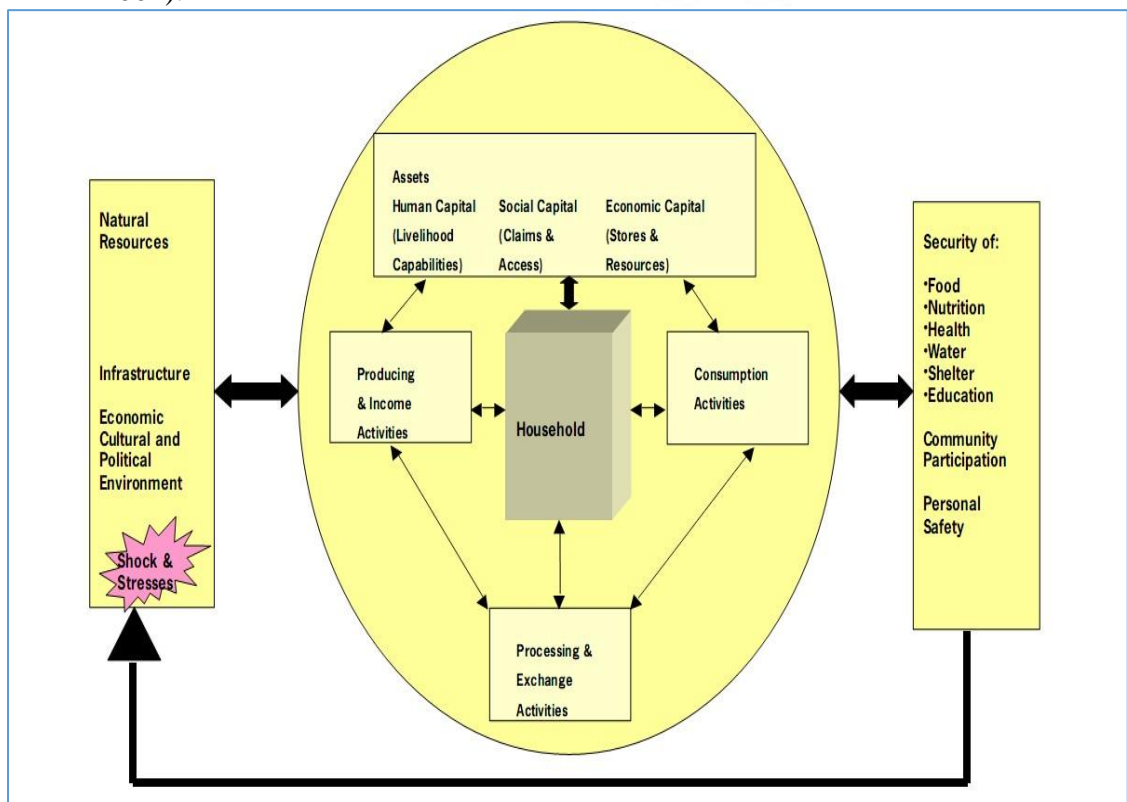 Natural
Resources
Infrastructure
Economic
Cultural and
Political
Environment
Shock &
Stresses
Assets
Human Capital Social Capital Economic Capital
(Livelihood (Claims & (Stores &
Capabilities) Access) Resources)
Producing
& Income
Activities
Household
Consumption
Activities
Processing &
Exchange
Activities
Security of:
•Food
•Nutrition
•Health
•Water
•Shelter
•Education
Community
Participation
Personal
Safety